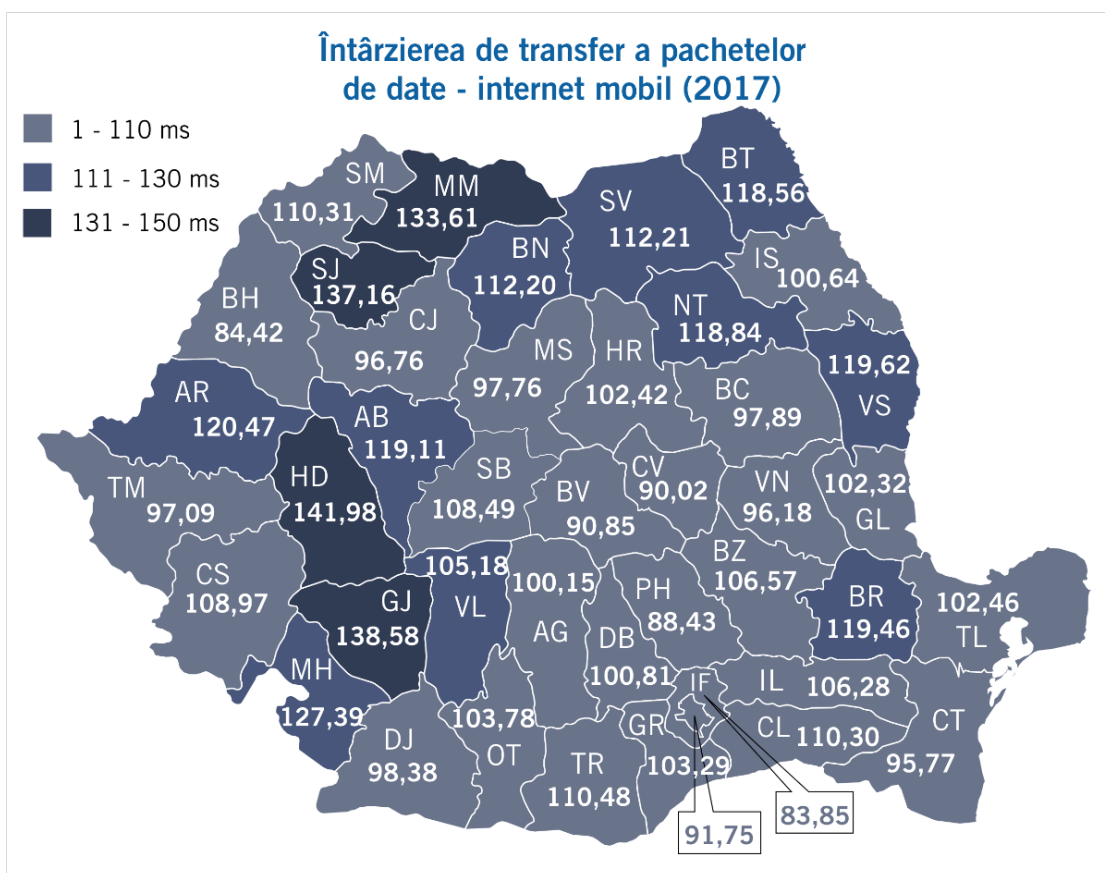 Întârzierea de transfer a pachetelor
de date - internet mobil (2017)
1 - 110 ms
111 - 130 ms
131 - 150 ms
SM
110,31
MM
133,61
BT
118,56
SV
112,21
BN
112,20
IS
100,64
SJ
137,16
BH
84,42
CJ
96,76
NT
118,84
MS
97,76
HR
102,42
119,62
VS
BC
97,89
AR
120,47
AB
119,11
HD
141,98
SB
108,49
CV
90,02
BV
90,85
VN
96,18
102,32
GL
TM
97,09
CS
108,97
105,18
VL
GJ
138,58
100,15
AG
BZ
106,57
PH
88,43
BR
119,46
102,46
TL
DB
100,81
MH
127,39
IF
IL
106,28
CT
95,77
103,78
OT
GR
103,29
CL
110,30
DJ
98,38
TR
110,48
83,85
91,75